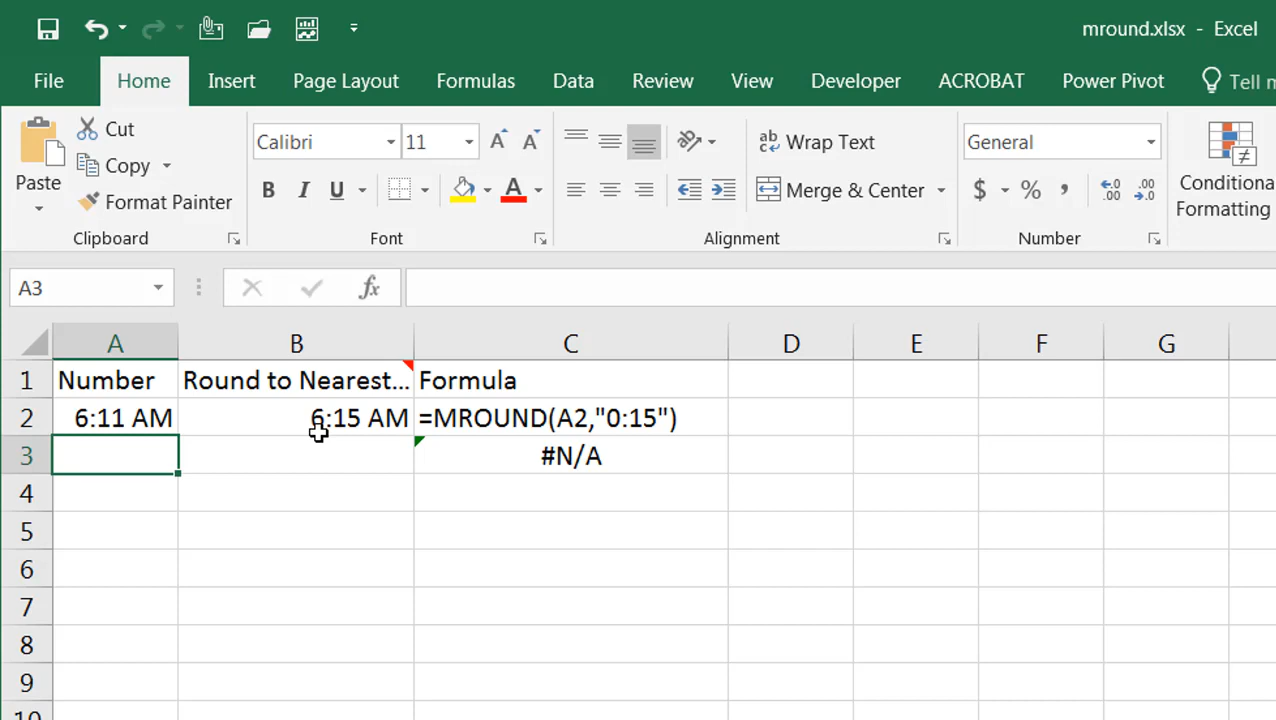 mround.xlsx - Excel
File Home Insert Page Layout Formulas Data Review View Developer ACROBAT Power Pivot Tell m
Cut
Copy
Format Painter
Paste
Clipboard
Calibri 11
B I U A
Font
Wrap Text
Merge & Center
Alignment
General
$ % ,
Number
Conditiona
Formatting
A3 fx
A B C D E F G
1 Number Round to Nearest... Formula
2 6:11 AM 6:15 AM =MROUND(A2,"0:15")
3 #N/A
4
5
6
7
8
9
10